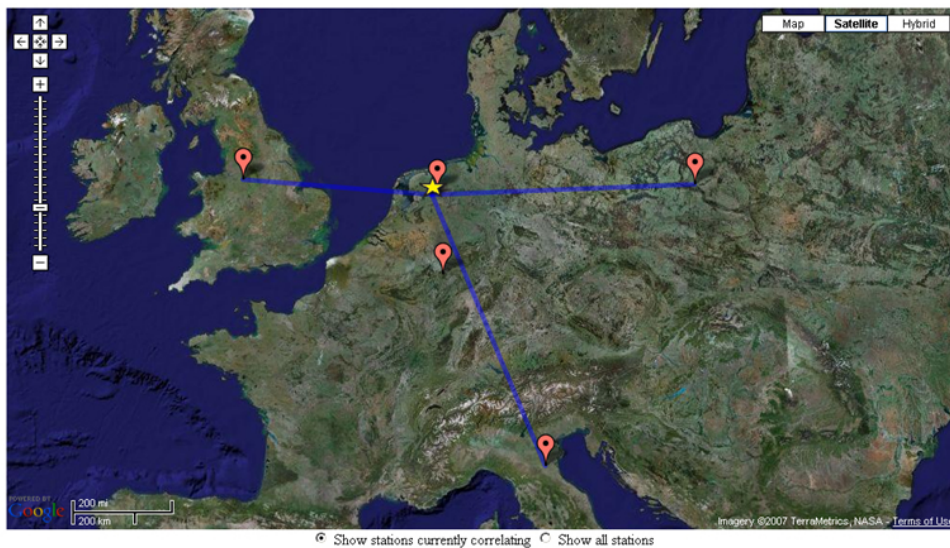 Map Satellite Hybrid
200 mi
200 km
POWERED BY
Google
Imagery ©2007 TerraMetrics, NASA - Terms of Use
Show stations currently correlating Show all stations